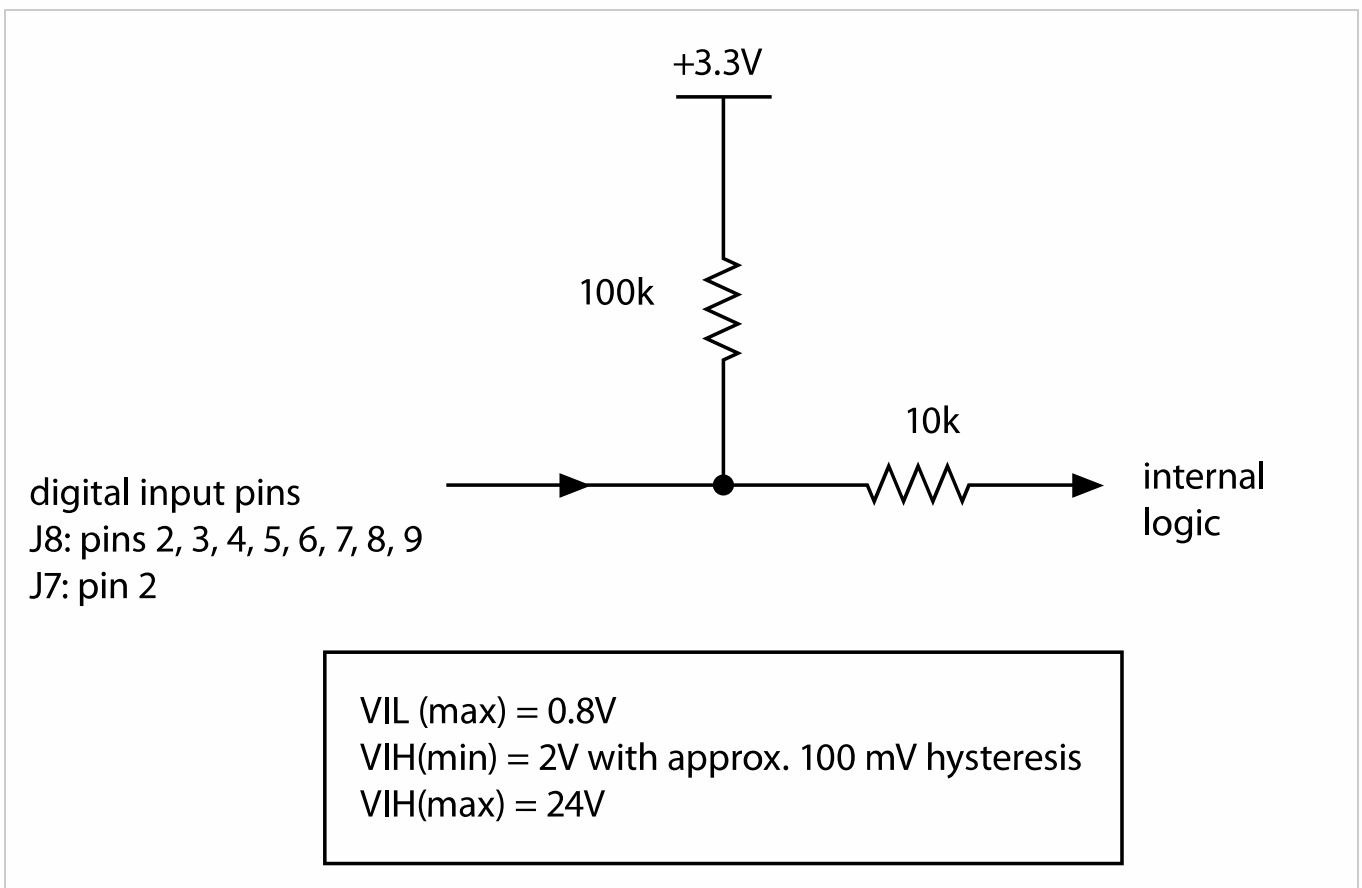 +3.3V
100k
10k
digital input pins
J8: pins 2, 3, 4, 5, 6, 7, 8, 9
J7: pin 2
internal
logic
VIL (max) = 0.8V
VIH(min) = 2V with approx. 100 mV hysteresis
VIH(max) = 24V